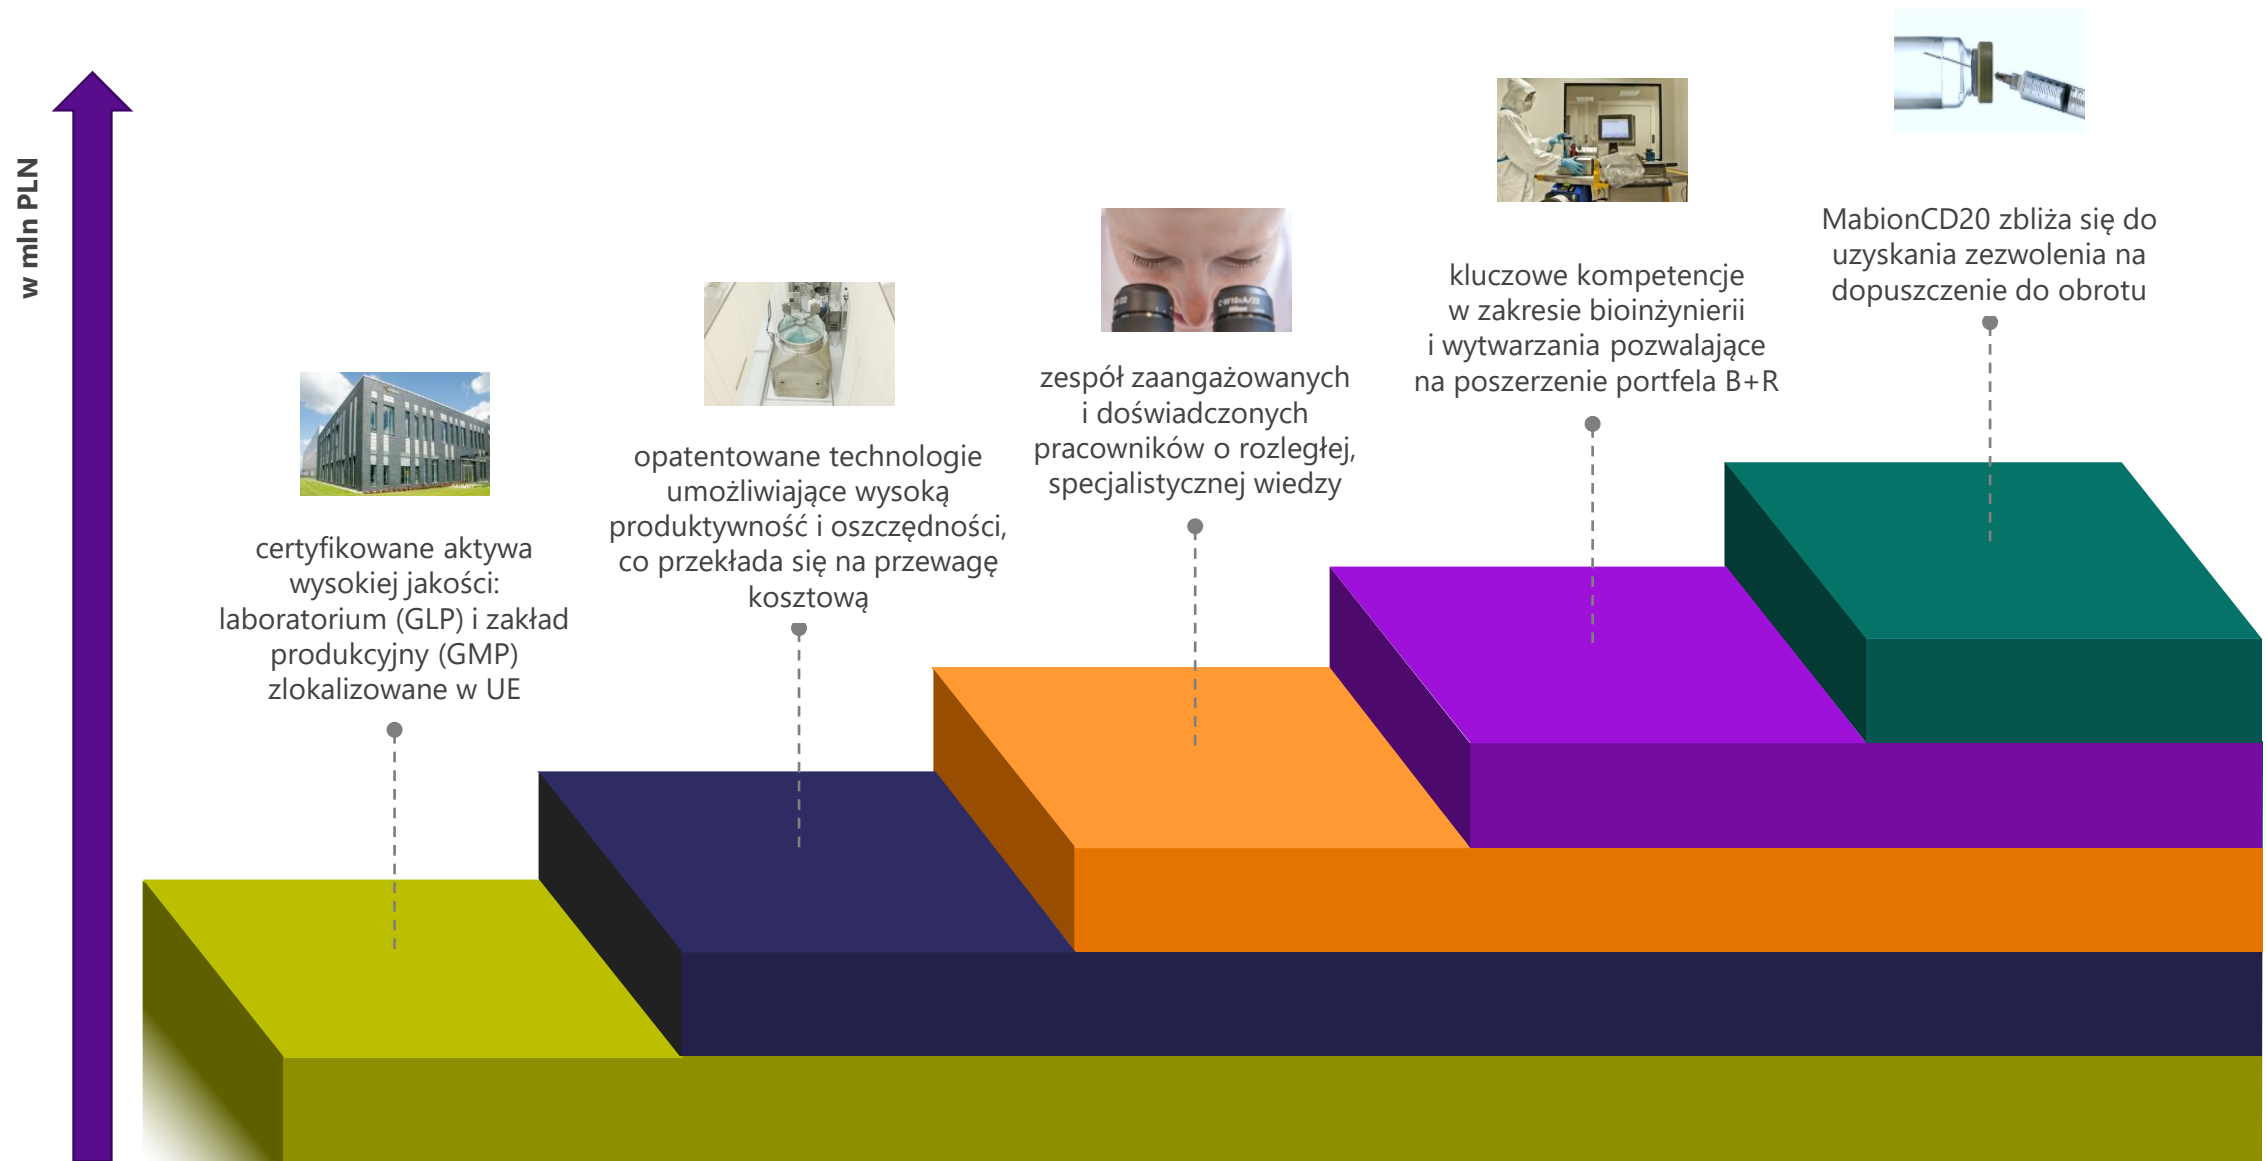 w mln PLN
certyfikowane aktywa
wysokiej jakości:
laboratorium (GLP) i zakład
produkcyjny (GMP)
zlokalizowane w UE
opatentowane technologie
umożliwiające wysoką
produktywność i oszczędności,
co przekłada się na przewagę
kosztową
zespół zaangażowanych
i doświadczonych
pracowników o rozległej,
specjalistycznej wiedzy
kluczowe kompetencje
w zakresie bioinżynierii
i wytwarzania pozwalające
na poszerzenie portfela B+R
MabionCD20 zbliża się do
uzyskania zezwolenia na
dopuszczenie do obrotu